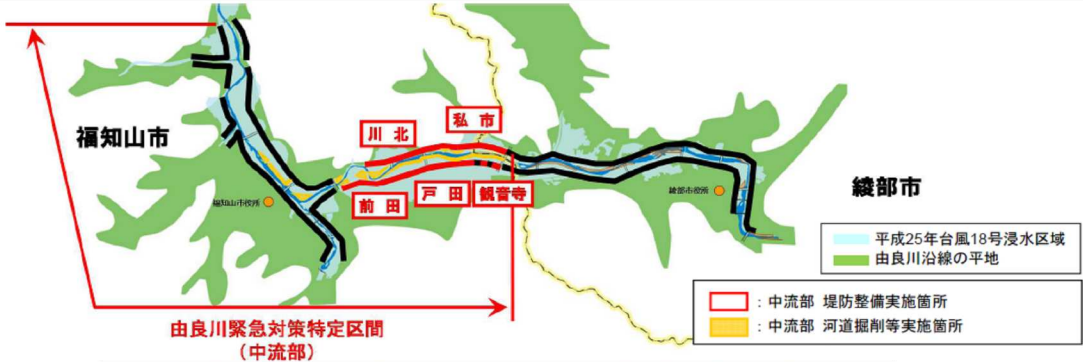 福知山市
川北
私市
前田
戸田
観音寺
福知山市役所
綾部市役所
綾部市
平成25年台風18号浸水区域
由良川沿線の平地
：中流部 堤防整備実施箇所
：中流部 河道掘削等実施箇所
由良川緊急対策特定区間
（中流部）